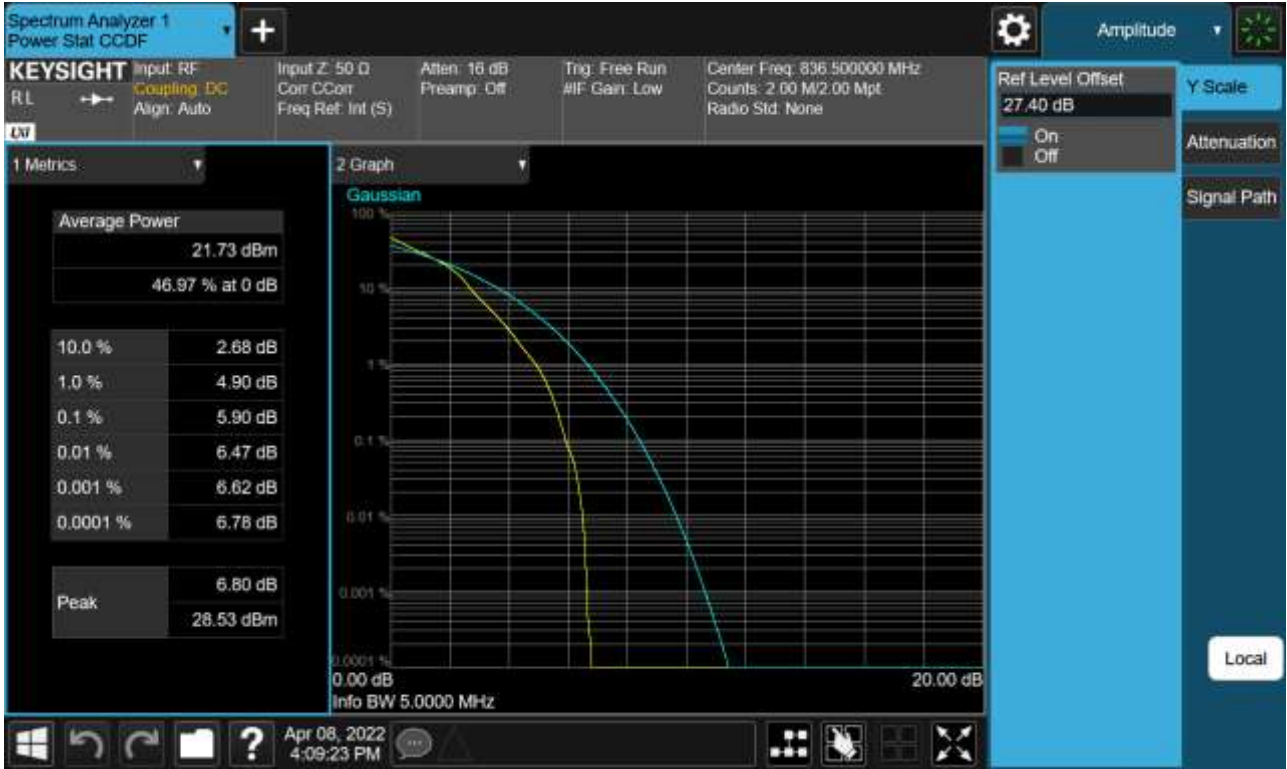 Spectrum Analyzer 1
Power Stat CCDF
+
Amplitude
KEYSIGHT
RL
LXI
Input: RF
Coupling: DC
Align: Auto
Input Z: 50 Ω
Corr CCorr
Freq Ref: Int (S)
Atten: 16 dB
Preamp: Off
Trig: Free Run
#IF Gain: Low
Center Freq: 836.500000 MHz
Counts: 2.00 M/2.00 Mpt
Radio Std: None
Ref Level Offset
27.40 dB
On
Off
Y Scale
Attenuation
Signal Path
Local
1 Metrics
Average Power
21.73 dBm
46.97 % at 0 dB
10.0 % 2.68 dB
1.0 % 4.90 dB
0.1 % 5.90 dB
0.01 % 6.47 dB
0.001 % 6.62 dB
0.0001 % 6.78 dB
Peak
6.80 dB
28.53 dBm
2 Graph
Gaussian
100 %
10 %
1 %
0.1 %
0.01 %
0.001 %
0.0001 %
0.00 dB 20.00 dB
Info BW 5.0000 MHz
?
Apr 08, 2022
4:09:23 PM